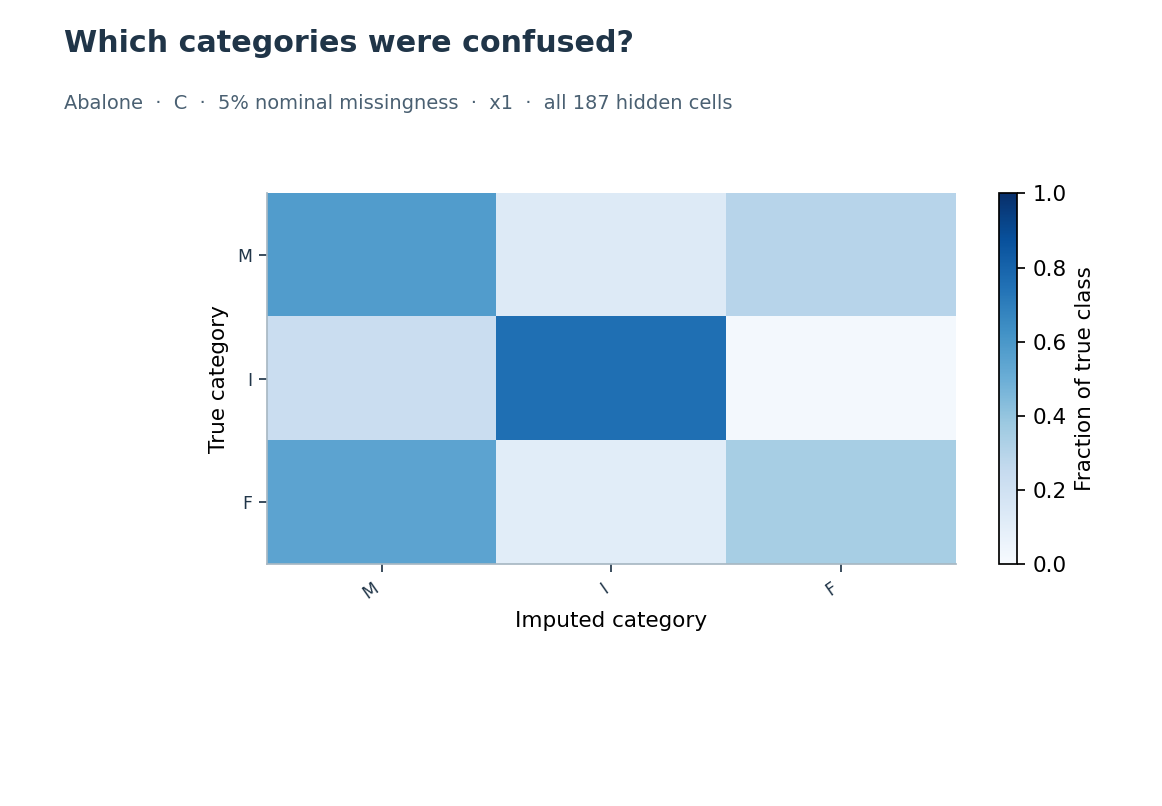 Which categories were confused?
Abalone · C · 5% nominal missingness · x1 · all 187 hidden cells
True category
M
I
F
M I F
Imputed category
1.0
0.8
0.6
0.4
0.2
0.0
Fraction of true class